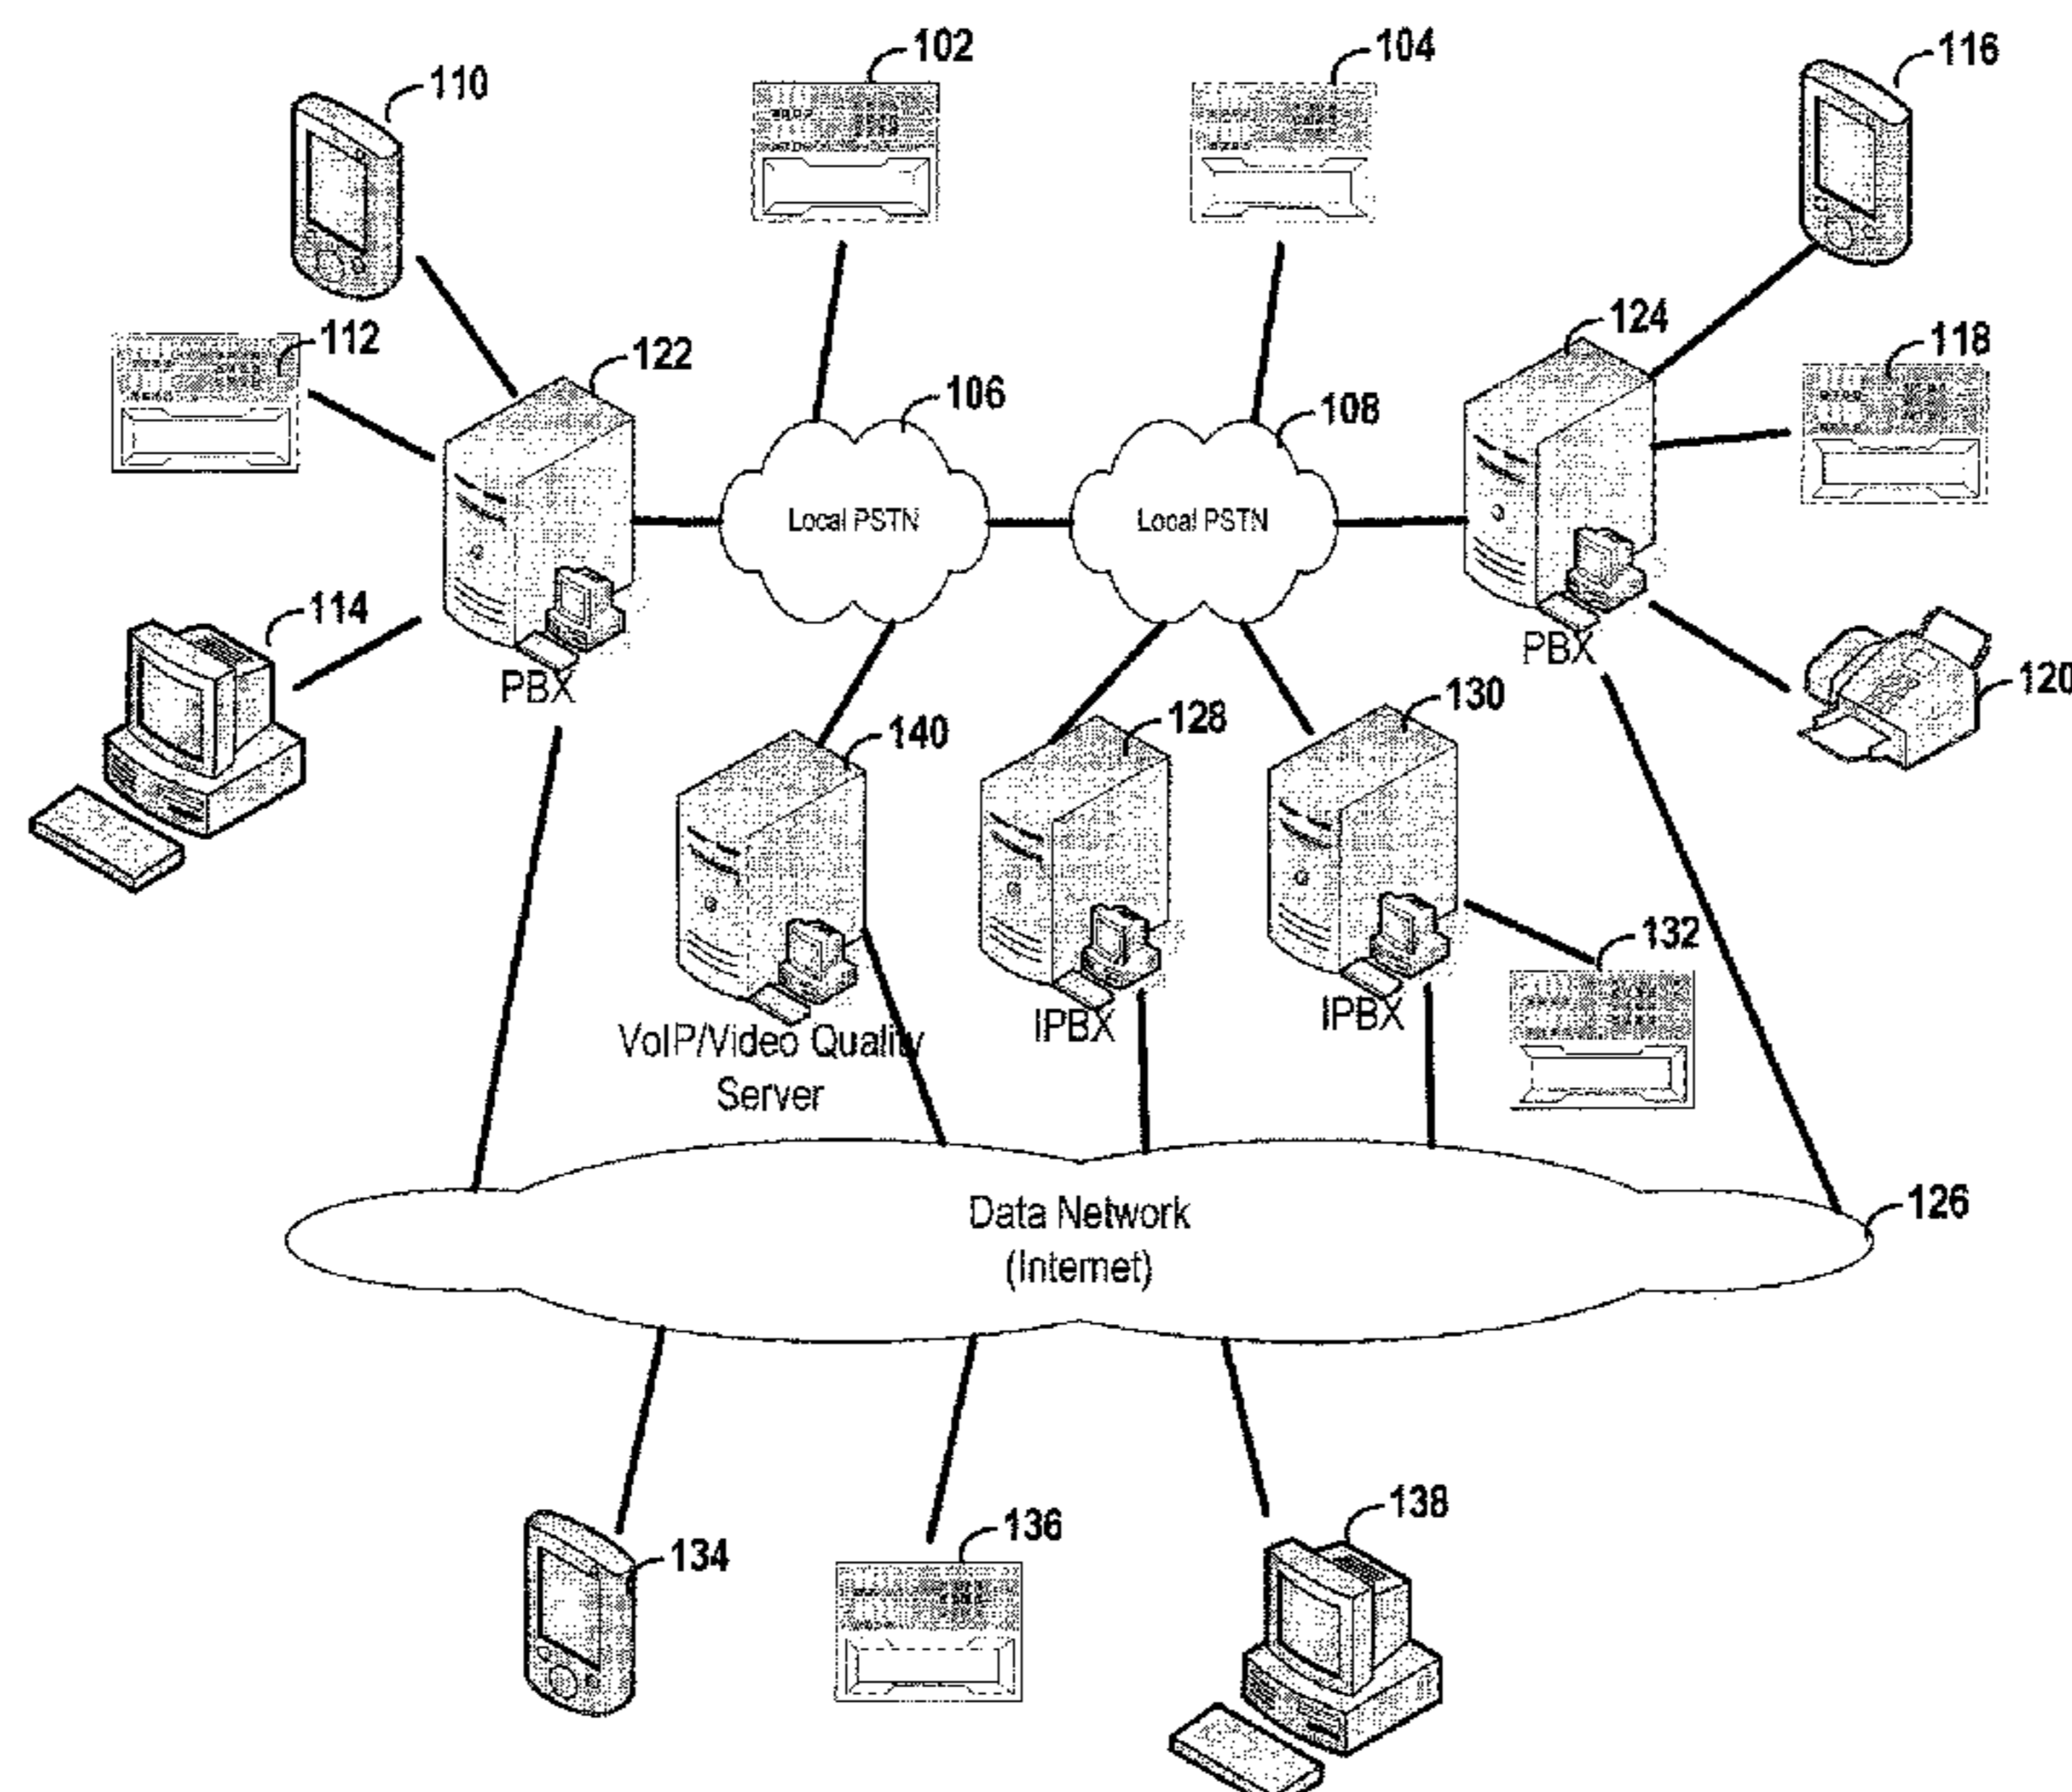 102
104
116
110
124
112
122
118
106
108
Local PSTN
Local PSTN
114
PBX
PBX
120
140
128
130
132
VoIP/Video Quality
Server
IPBX
IPBX
126
Data Network
(Internet)
134
136
138